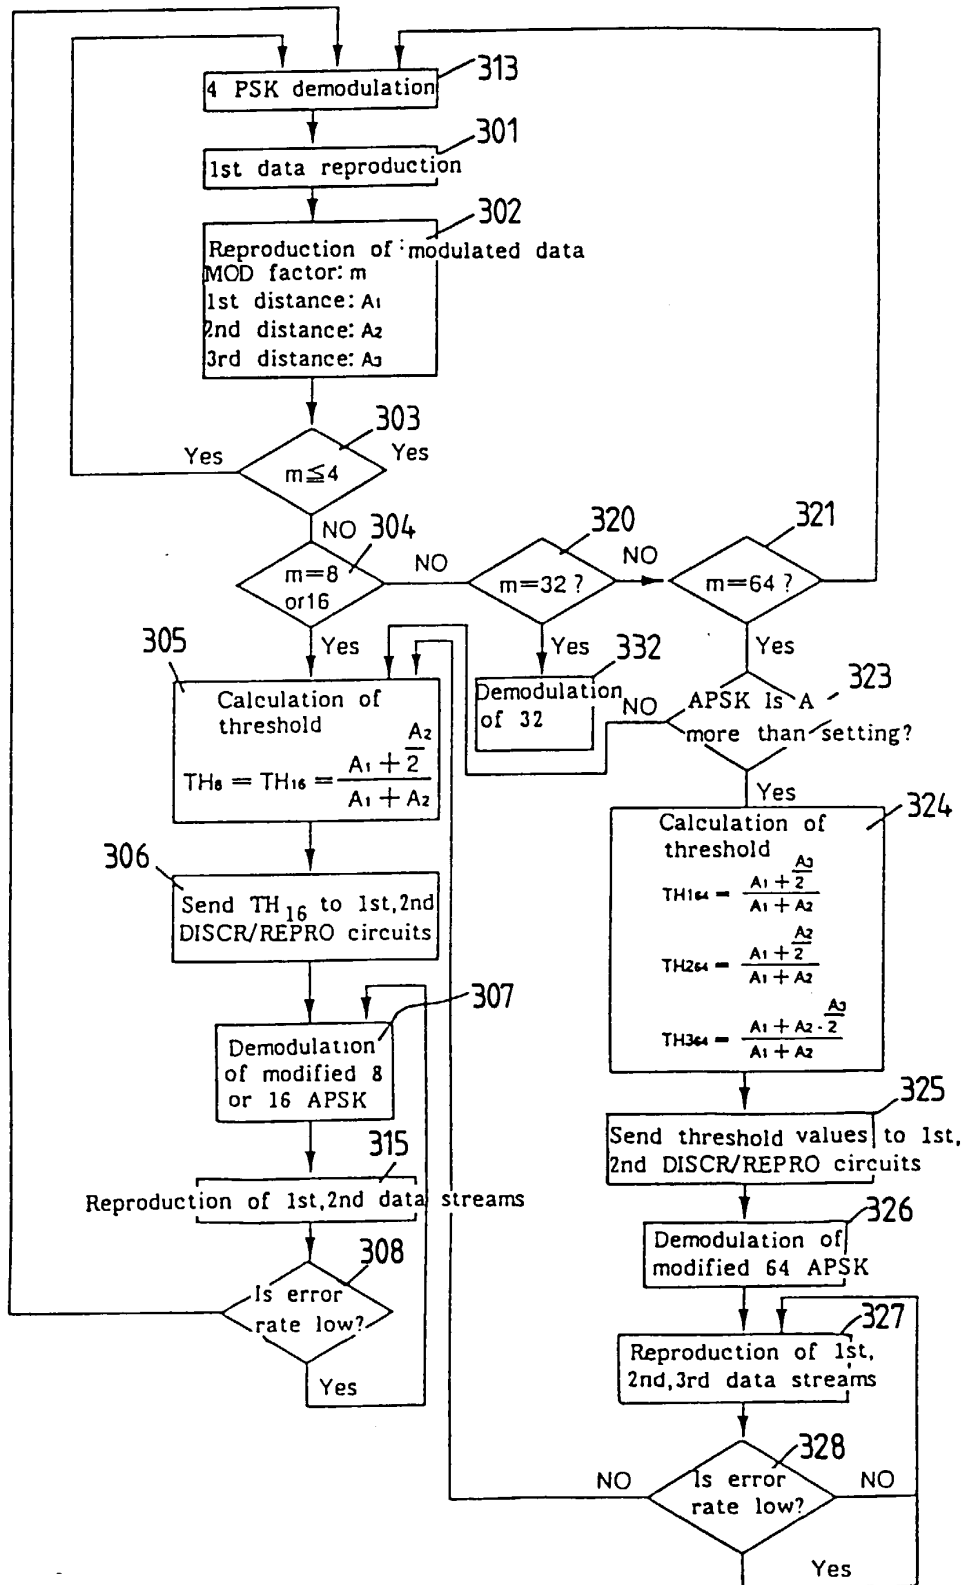 313
4 PSK demodulation
301
1st data reproduction
302
Reproduction of modulated data
MOD factor: m
1st distance: A1
2nd distance: A2
3rd distance: A3
303
Yes
Yes
m≦4
NO
304
320
321
m=8
or16
NO
m=32 ?
NO
m=64 ?
Yes
Yes
Yes
305
332
323
Calculation of
threshold
TH8 = TH16 = (A1 + A2/2) / (A1 + A2)
Demodulation
of 32
NO
APSK Is A
more than setting?
Yes
324
Calculation of
threshold
TH164 = (A1 + A3/2) / (A1 + A2)
TH264 = (A1 + A2/2) / (A1 + A2)
TH364 = (A1 + A2 - A3/2) / (A1 + A2)
306
Send TH16 to 1st,2nd
DISCR/REPRO circuits
307
Demodulation
of modified 8
or 16 APSK
315
Reproduction of 1st,2nd data streams
308
Is error
rate low?
Yes
325
Send threshold values to 1st,
2nd DISCR/REPRO circuits
326
Demodulation of
modified 64 APSK
327
Reproduction of 1st,
2nd,3rd data streams
328
NO
Is error
rate low?
NO
Yes